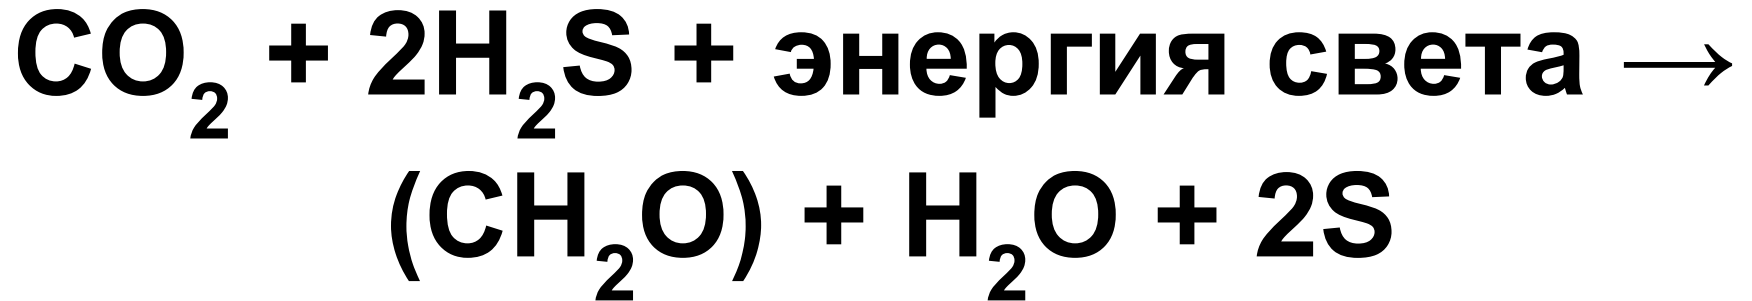 CO₂ + 2H₂S + энергия света →
(CH₂O) + H₂O + 2S